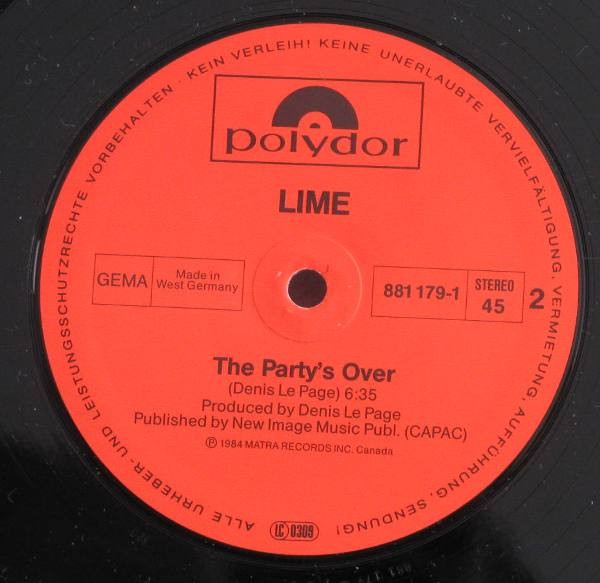 ALLE URHEBER- UND LEISTUNGSSCHUTZRECHTE VORBEHALTEN · KEIN VERLEIH! KEINE UNERLAUBTE VERVIELFÄLTIGUNG, VERMIETUNG, AUFFÜHRUNG, SENDUNG!
polydor
LIME
GEMA
Made in
West Germany
881 179-1
STEREO
45
2
The Party's Over
(Denis Le Page) 6:35
Produced by Denis Le Page
Published by New Image Music Publ. (CAPAC)
℗ 1984 MATRA RECORDS INC. Canada
LC 0309